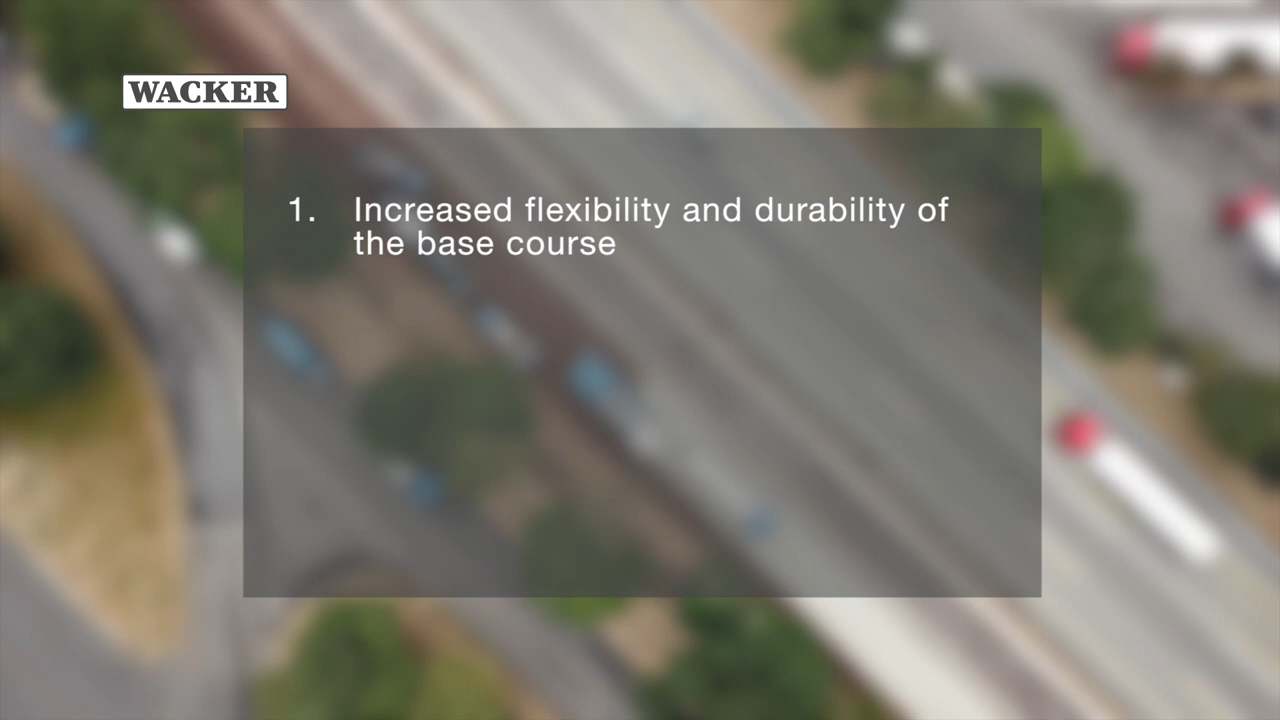 WACKER
1. Increased flexibility and durability of
the base course